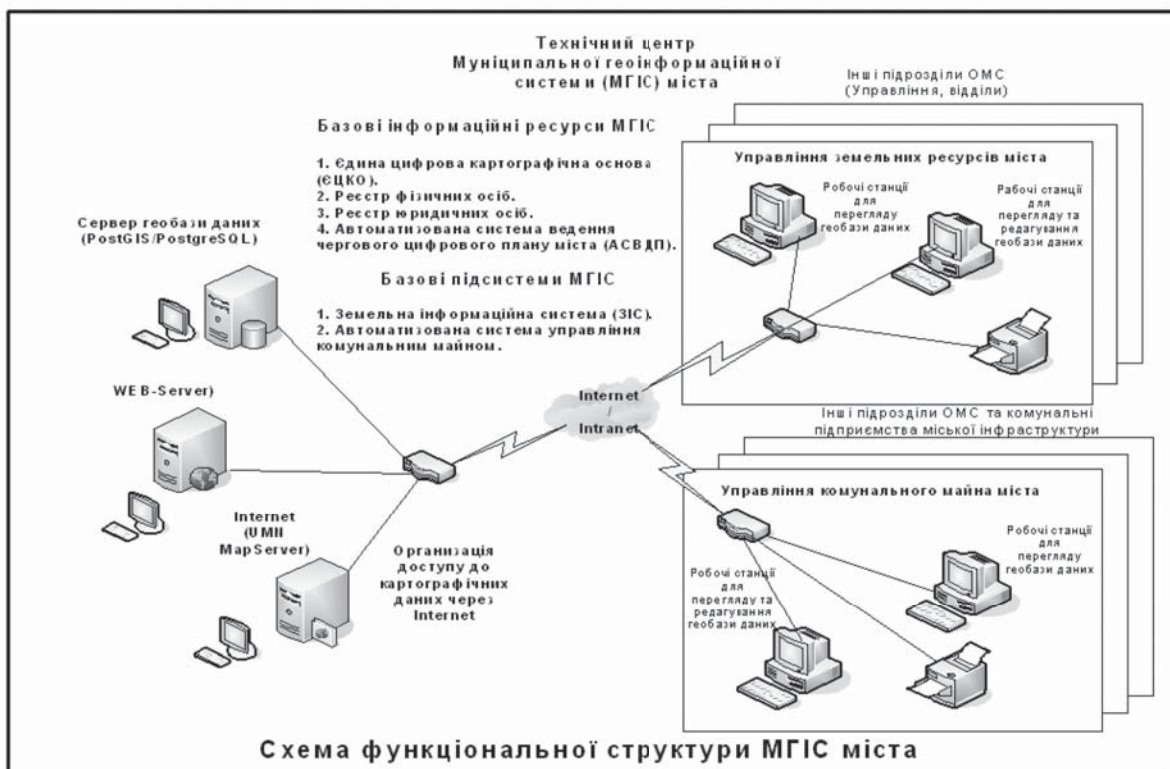 Технічний центр
Муніципальної геоінформаційної
системи (МГІС) міста
Базові інформаційні ресурси МГІС
1. Єдина цифрова картографічна основа
(ЄЦКО).
2. Реєстр фізичних осіб.
3. Реєстр юридичних осіб.
4. Автоматизована система ведення
чергового цифрового плану міста (АСВДП).
Базові підсистеми МГІС
1. Земельна інформаційна система (ЗІС).
2. Автоматизована система управління
комунальним майном.
Сервер геобази даних
(PostGIS/PostgreSQL)
WEB-Server)
Internet
(UMN
MapServer)
Организація
доступу до
картографічних
даних через
Internet
Internet
/
Intranet
Інші підрозділи ОМС
(Управління, відділи)
Управління земельних ресурсів міста
Робочі станції
для
перегляду
геобази даних
Рабочі станції
для
перегляду та
редагування
геобази даних
Інші підрозділи ОМС та комунальні
підприємства міської інфраструктури
Управління комунального майна міста
Робочі станції
для
перегляду
геобази даних
Робочі станції
для
перегляду та
редагування
геобази даних
Схема функціональної структури МГІС міста